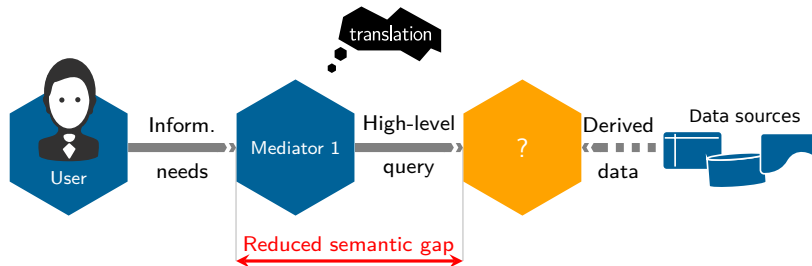 translation
User
Inform.
needs
Mediator 1
High-level
query
?
Derived
data
Data sources
Reduced semantic gap